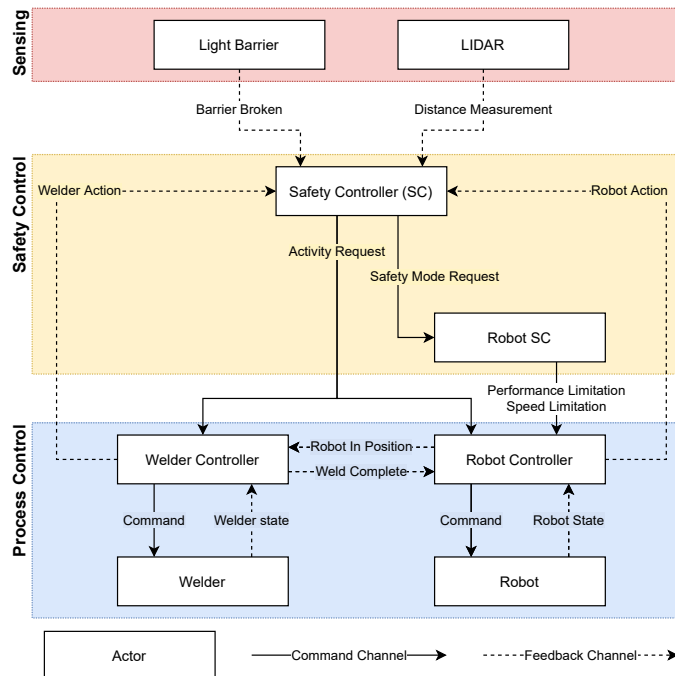 Sensing
Light Barrier
LIDAR
Barrier Broken
Distance Measurement
Safety Control
Welder Action
Safety Controller (SC)
Robot Action
Activity Request
Safety Mode Request
Robot SC
Performance Limitation
Speed Limitation
Process Control
Welder Controller
Robot In Position
Weld Complete
Robot Controller
Command
Welder state
Command
Robot State
Welder
Robot
Actor
Command Channel
Feedback Channel